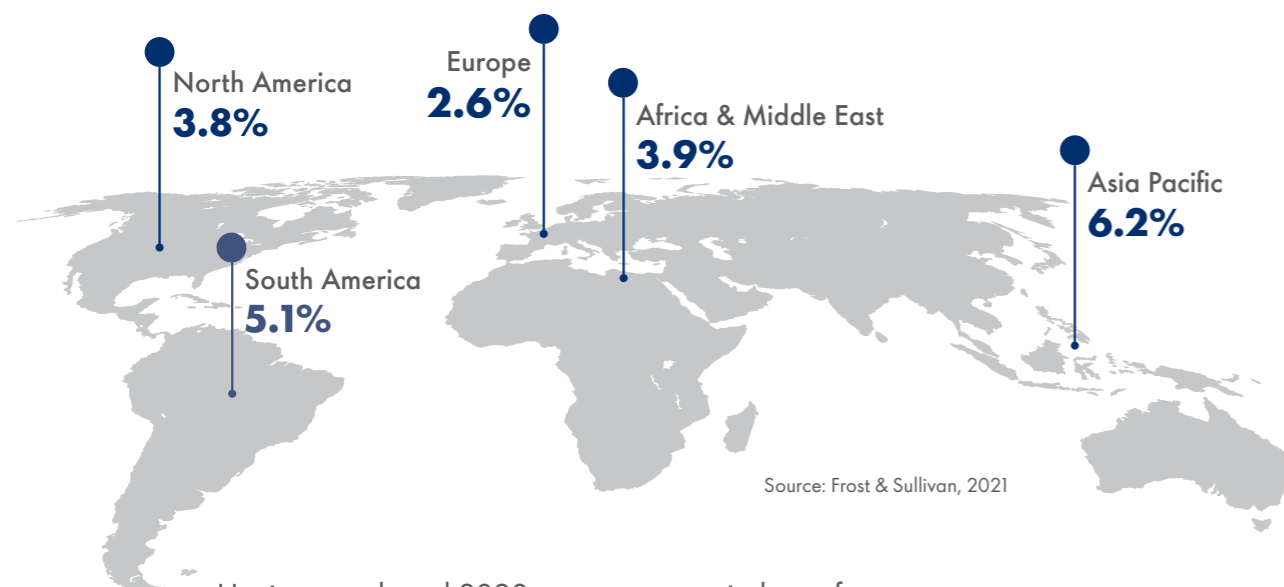 North America
3.8%
Europe
2.6%
Africa & Middle East
3.9%
Asia Pacific
6.2%
South America
5.1%
Source: Frost & Sullivan, 2021